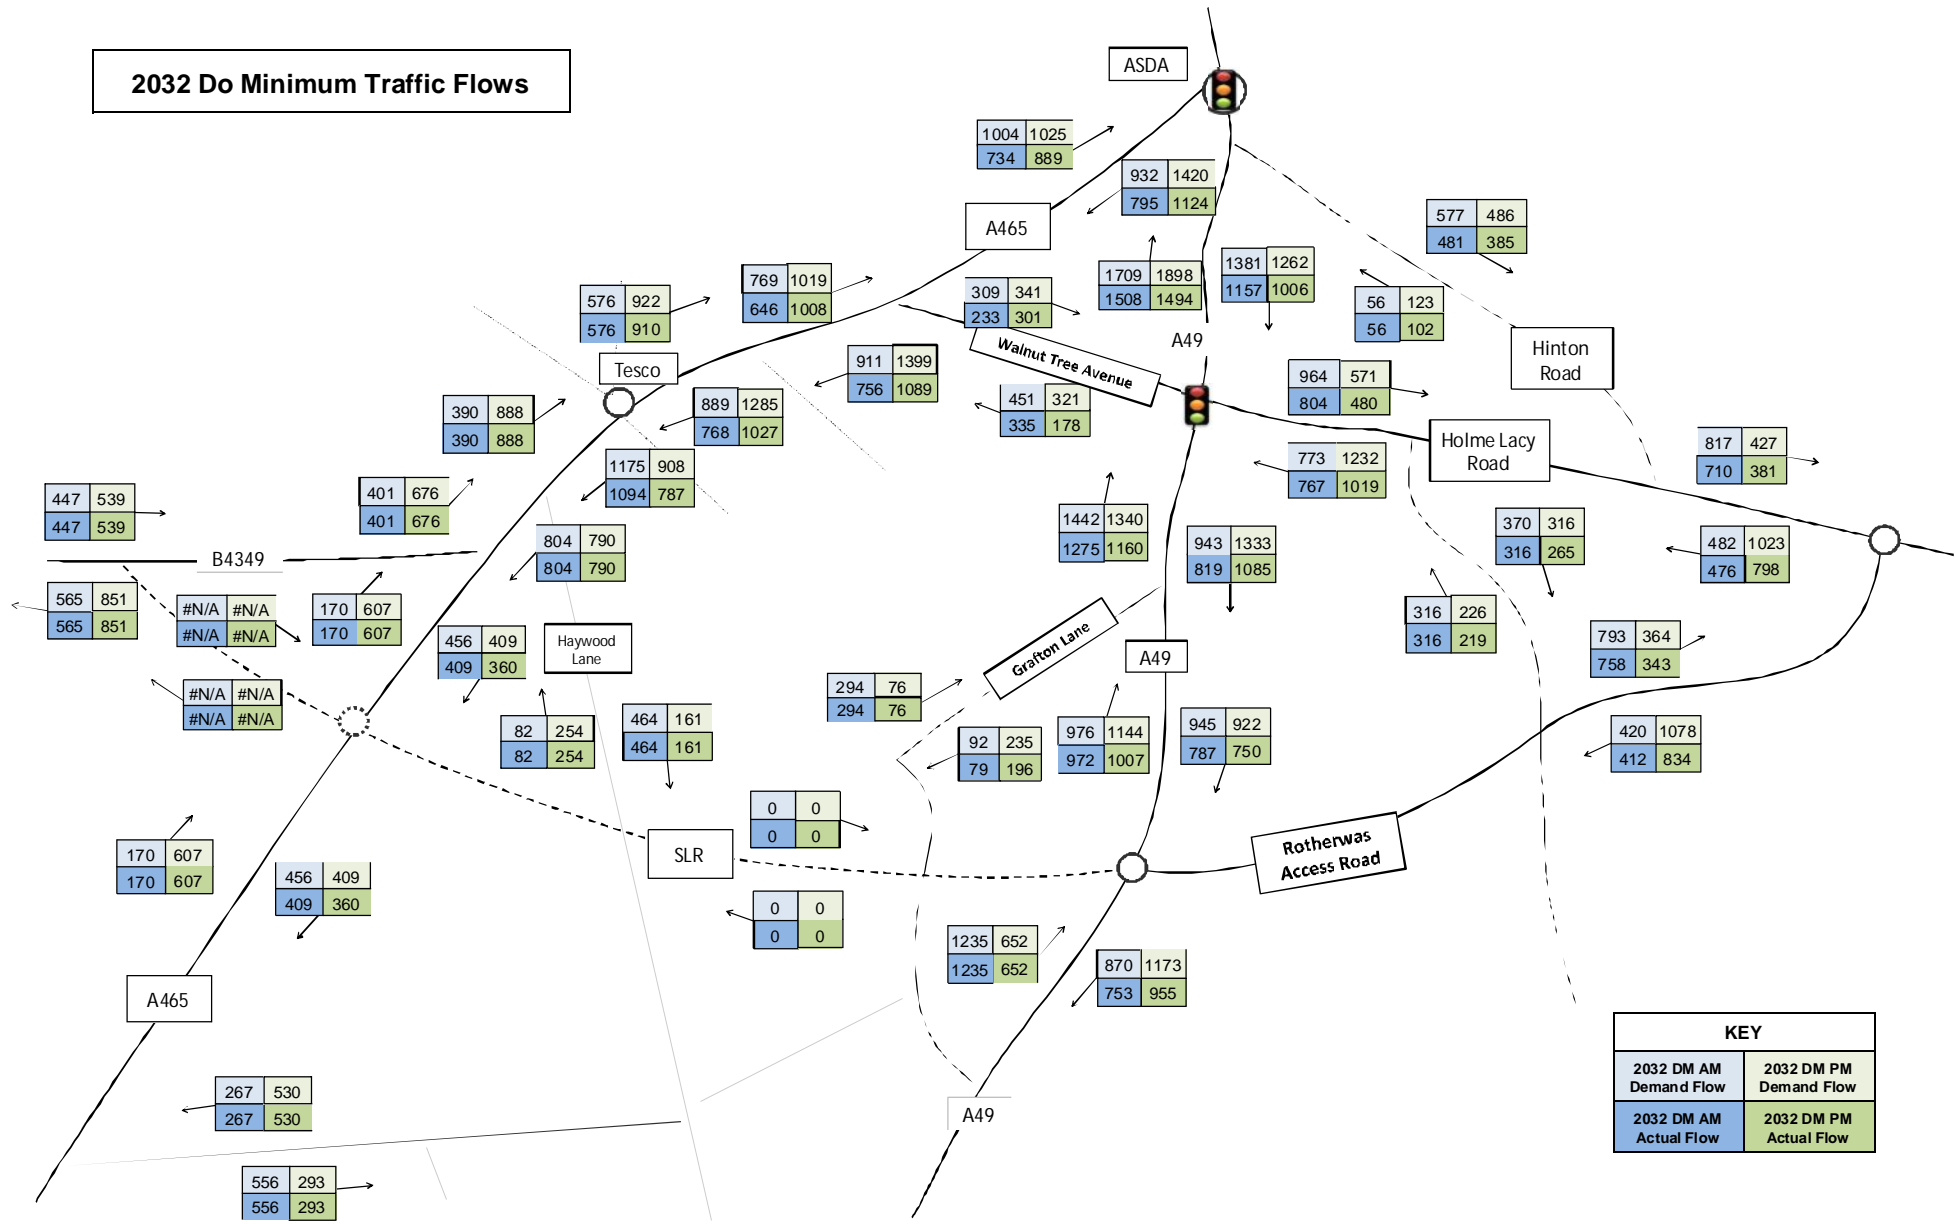 2032 Do Minimum Traffic Flows
ASDA
1004 1025
734 889
932 1420
795 1124
A465
577 486
481 385
769 1019
646 1008
576 922
576 910
309 341
233 301
1709 1898
1508 1494
1381 1262
1157 1006
56 123
56 102
A49
Walnut Tree Avenue
Hinton
Road
Tesco
911 1399
756 1089
964 571
804 480
390 888
390 888
889 1285
768 1027
451 321
335 178
Holme Lacy
Road
817 427
710 381
1175 908
1094 787
773 1232
767 1019
447 539
447 539
401 676
401 676
1442 1340
1275 1160
943 1333
819 1085
370 316
316 265
482 1023
476 798
B4349
804 790
804 790
565 851
565 851
#N/A #N/A
#N/A #N/A
170 607
170 607
456 409
409 360
Haywood
Lane
Grafton Lane
A49
316 226
316 219
793 364
758 343
#N/A #N/A
#N/A #N/A
82 254
82 254
464 161
464 161
294 76
294 76
92 235
79 196
976 1144
972 1007
945 922
787 750
420 1078
412 834
0 0
0 0
SLR
Rotherwas
Access Road
170 607
170 607
456 409
409 360
0 0
0 0
1235 652
1235 652
870 1173
753 955
A465
A49
267 530
267 530
556 293
556 293
KEY
2032 DM AM
Demand Flow
2032 DM PM
Demand Flow
2032 DM AM
Actual Flow
2032 DM PM
Actual Flow